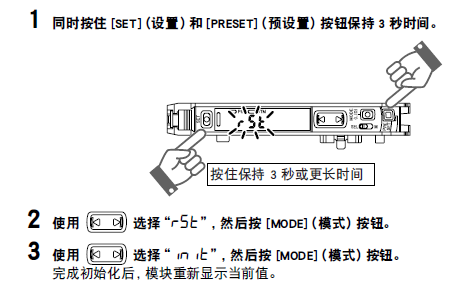 1 同时按住 [SET] (设置) 和 [PRESET] (预设置) 按钮保持 3 秒时间。
rSt
按住保持 3 秒或更长时间
2 使用 选择 “rSt”, 然后按 [MODE] (模式) 按钮。
3 使用 选择 “init”, 然后按 [MODE] (模式) 按钮。
完成初始化后, 模块重新显示当前值。